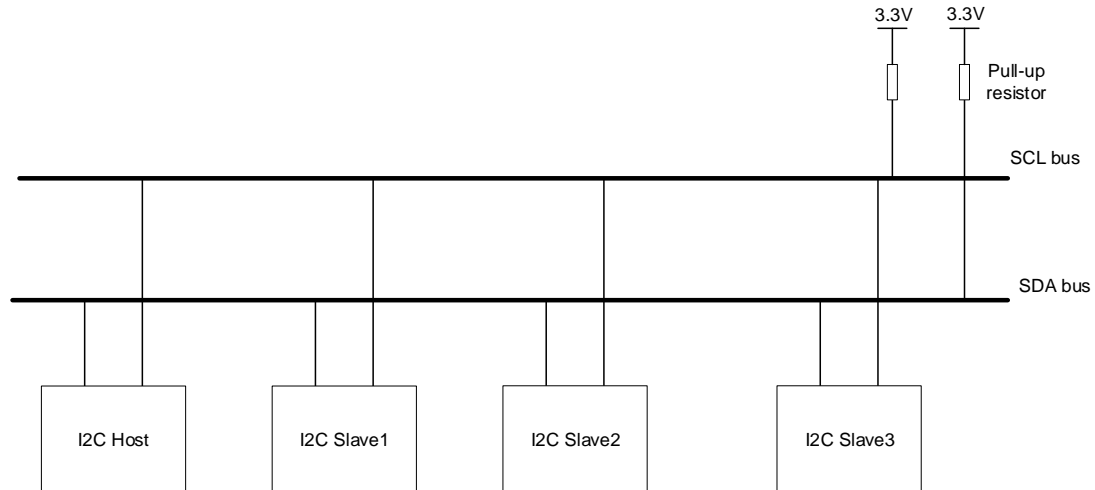 3.3V
3.3V
Pull-up
resistor
SCL bus
SDA bus
I2C Host
I2C Slave1
I2C Slave2
I2C Slave3